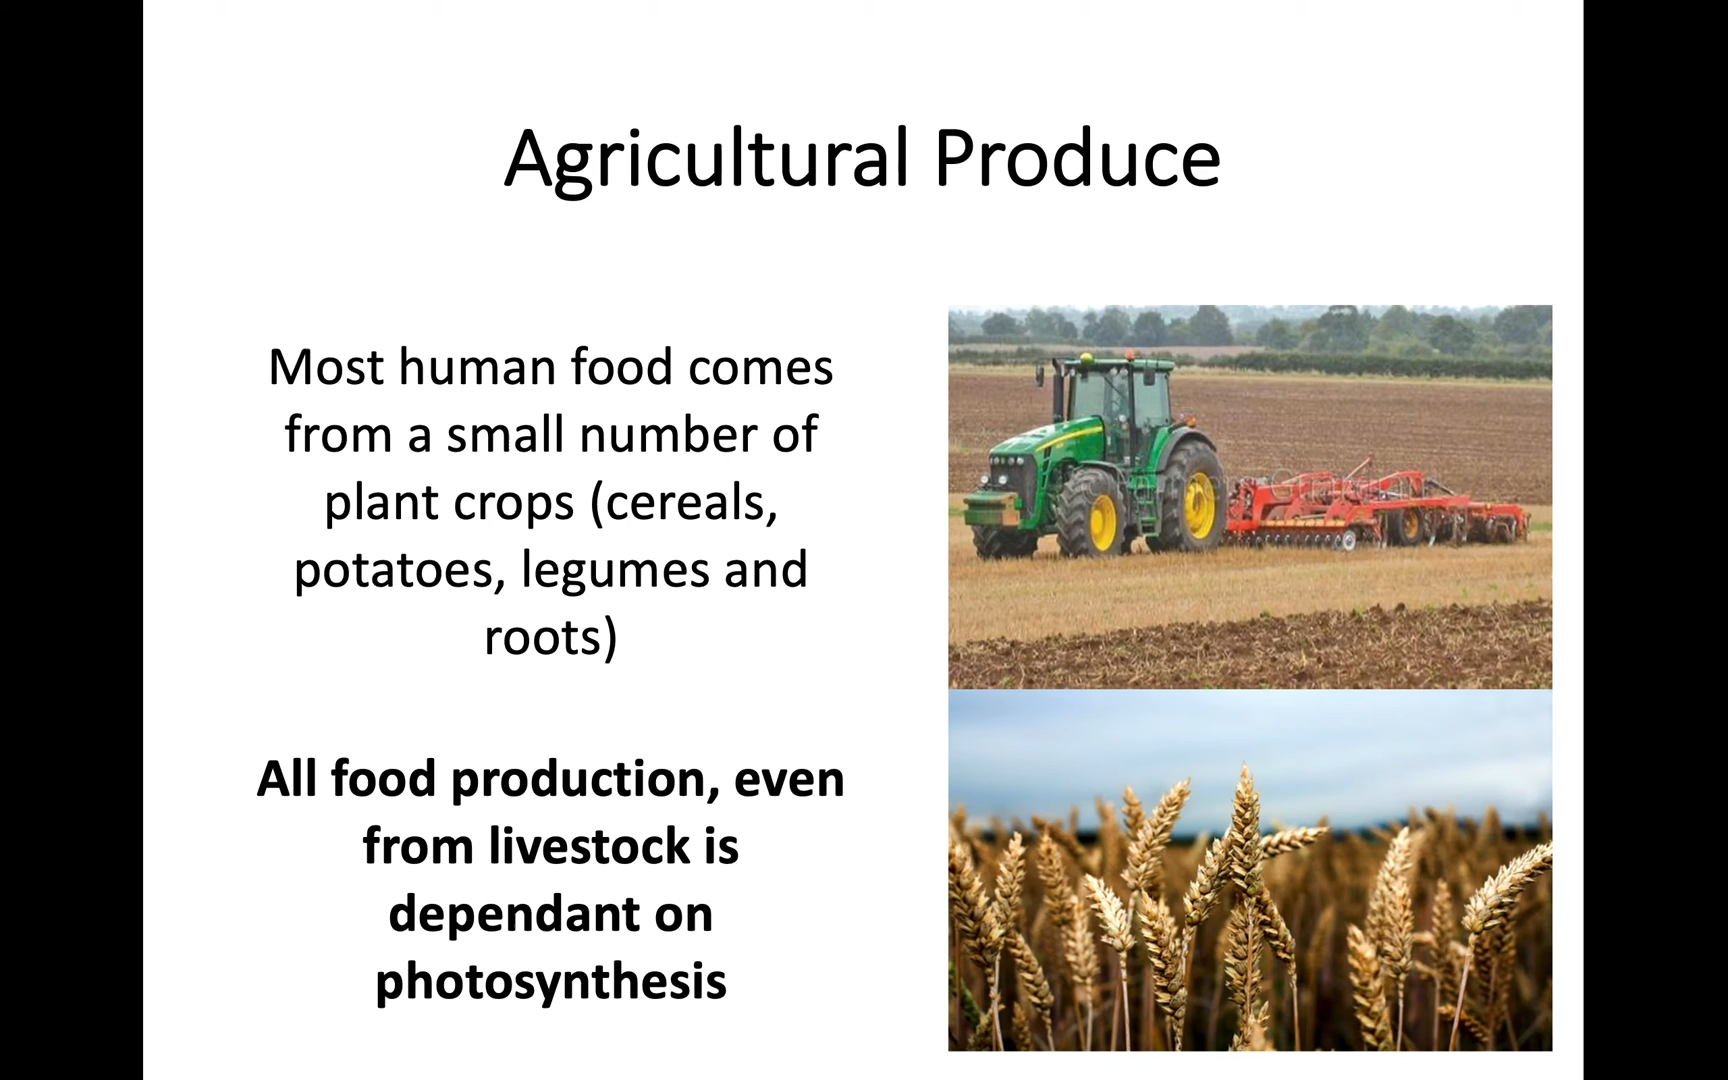 Agricultural Produce
Most human food comes
from a small number of
plant crops (cereals,
potatoes, legumes and
roots)
All food production, even
from livestock is
dependant on
photosynthesis